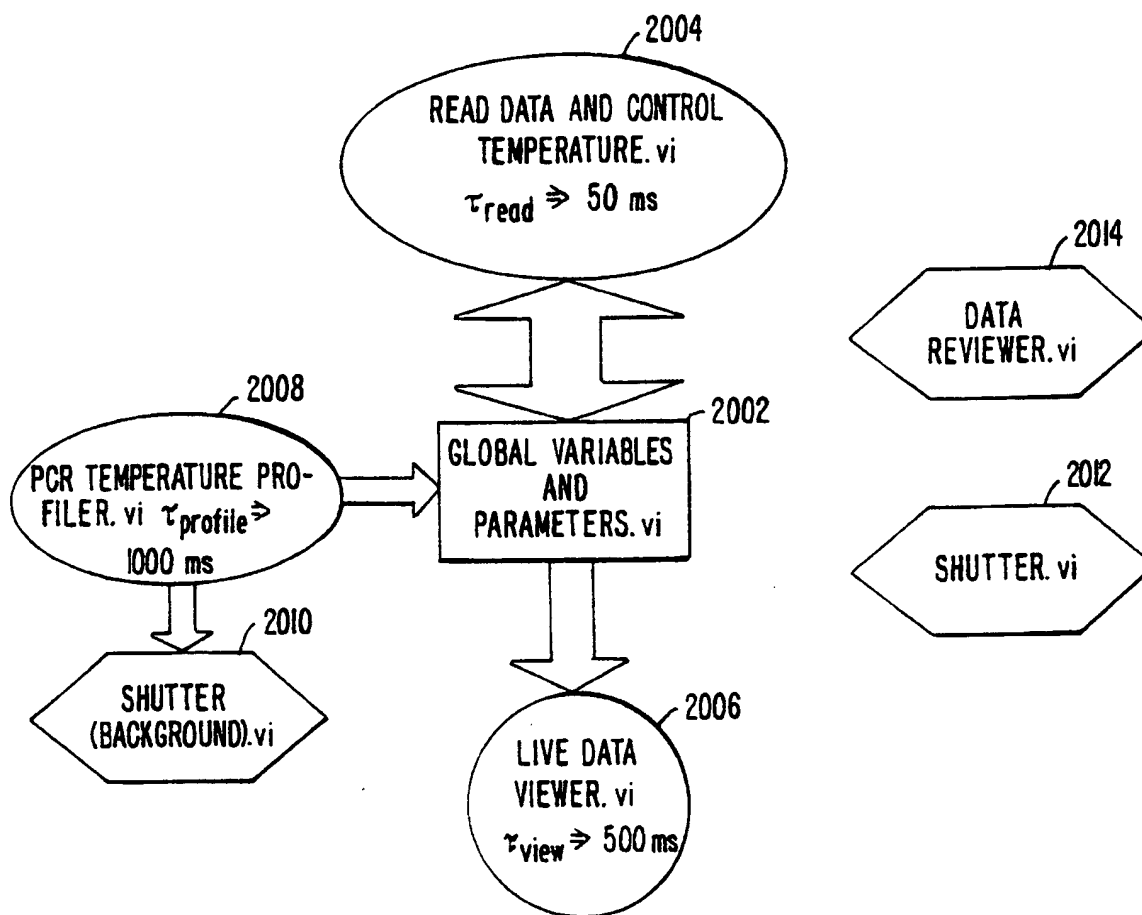 2004
READ DATA AND CONTROL
TEMPERATURE. vi
τread ⩾ 50 ms
2014
DATA
REVIEWER. vi
2008
PCR TEMPERATURE PRO-
FILER. vi τprofile ⩾
1000 ms
2002
GLOBAL VARIABLES
AND
PARAMETERS. vi
2012
SHUTTER. vi
2010
SHUTTER
(BACKGROUND). vi
2006
LIVE DATA
VIEWER. vi
τview ⩾ 500 ms